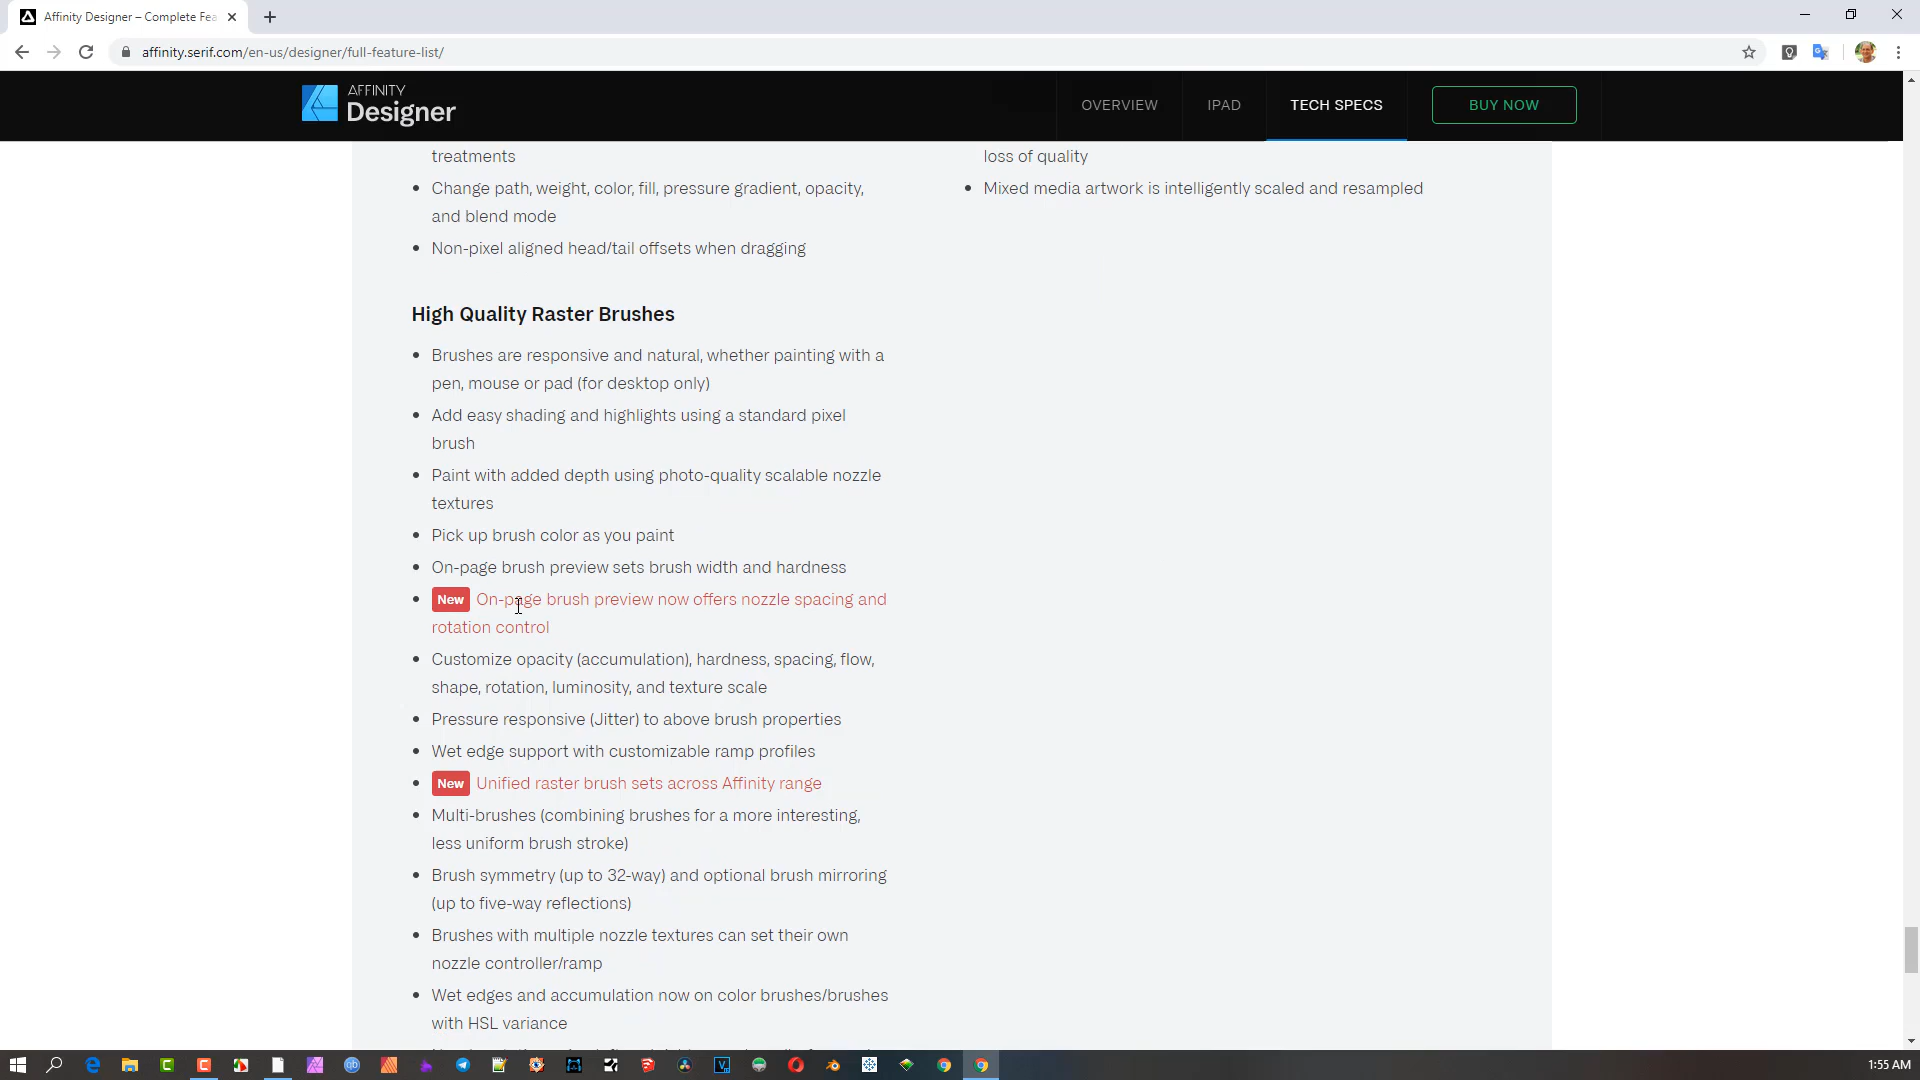 Affinity Designer – Complete Fea
affinity.serif.com/en-us/designer/full-feature-list/
AFFINITY
Designer
OVERVIEW
IPAD
TECH SPECS
BUY NOW
treatments
Change path, weight, color, fill, pressure gradient, opacity,
and blend mode
Non-pixel aligned head/tail offsets when dragging
loss of quality
Mixed media artwork is intelligently scaled and resampled
High Quality Raster Brushes
Brushes are responsive and natural, whether painting with a
pen, mouse or pad (for desktop only)
Add easy shading and highlights using a standard pixel
brush
Paint with added depth using photo-quality scalable nozzle
textures
Pick up brush color as you paint
On-page brush preview sets brush width and hardness
New On-page brush preview now offers nozzle spacing and
rotation control
Customize opacity (accumulation), hardness, spacing, flow,
shape, rotation, luminosity, and texture scale
Pressure responsive (Jitter) to above brush properties
Wet edge support with customizable ramp profiles
New Unified raster brush sets across Affinity range
Multi-brushes (combining brushes for a more interesting,
less uniform brush stroke)
Brush symmetry (up to 32-way) and optional brush mirroring
(up to five-way reflections)
Brushes with multiple nozzle textures can set their own
nozzle controller/ramp
Wet edges and accumulation now on color brushes/brushes
with HSL variance
1:55 AM